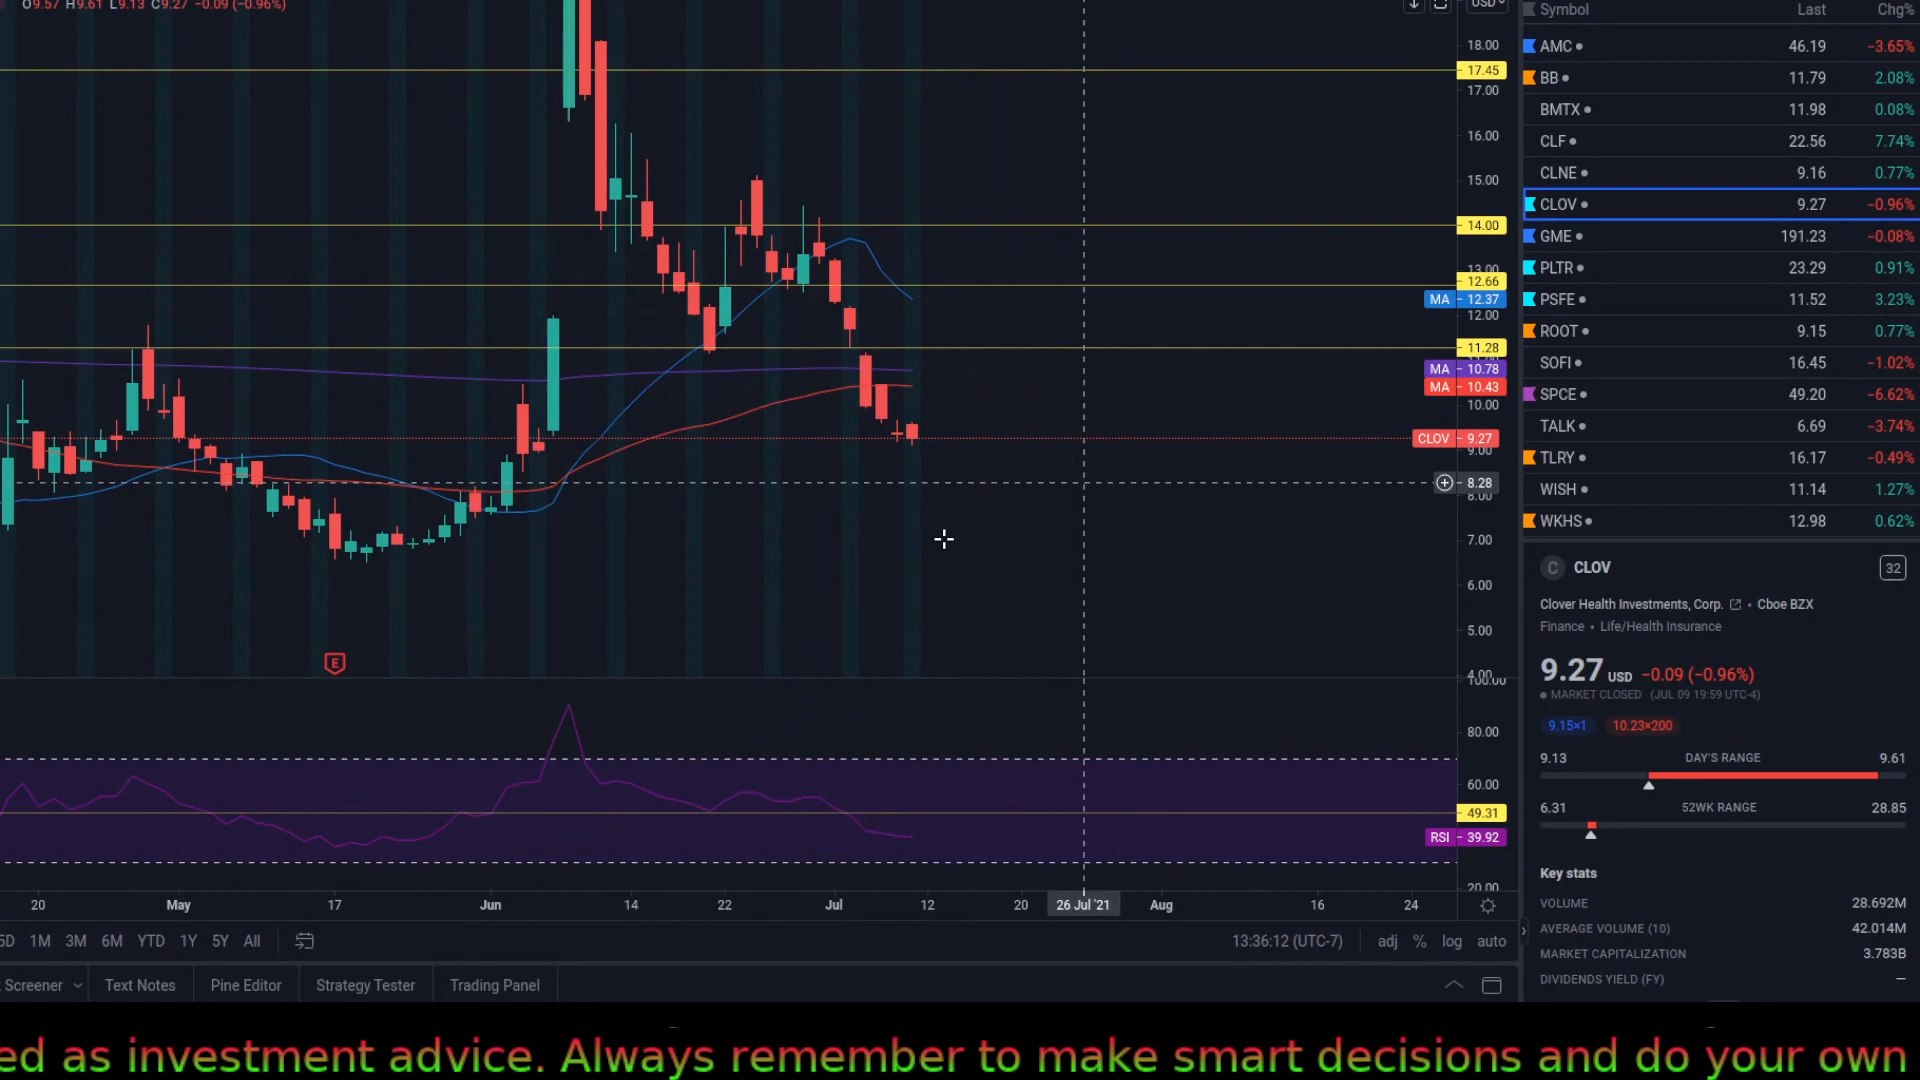 O9.57 H9.61 L9.13 C9.27 −0.09 (−0.96%)
USD
18.00
17.45
17.00
16.00
15.00
14.00
13.00
12.66
MA 12.37
12.00
11.28
MA 10.78
MA 10.43
10.00
CLOV 9.27
9.00
8.28
8.00
7.00
6.00
5.00
4.00
E
100.00
80.00
60.00
49.31
RSI 39.92
20.00
20 May 17 Jun 14 22 Jul 12 20 26 Jul '21 Aug 16 24
5D 1M 3M 6M YTD 1Y 5Y All
13:36:12 (UTC-7) adj % log auto
Screener Text Notes Pine Editor Strategy Tester Trading Panel
Symbol Last Chg%
AMC 46.19 −3.65%
BB 11.79 2.08%
BMTX 11.98 0.08%
CLF 22.56 7.74%
CLNE 9.16 0.77%
CLOV 9.27 −0.96%
GME 191.23 −0.08%
PLTR 23.29 0.91%
PSFE 11.52 3.23%
ROOT 9.15 0.77%
SOFI 16.45 −1.02%
SPCE 49.20 −6.62%
TALK 6.69 −3.74%
TLRY 16.17 −0.49%
WISH 11.14 1.27%
WKHS 12.98 0.62%
C CLOV 32
Clover Health Investments, Corp. • Cboe BZX
Finance • Life/Health Insurance
9.27 USD −0.09 (−0.96%)
MARKET CLOSED (JUL 09 19:59 UTC-4)
9.15×1 10.23×200
9.13 DAY'S RANGE 9.61
6.31 52WK RANGE 28.85
Key stats
VOLUME 28.692M
AVERAGE VOLUME (10) 42.014M
MARKET CAPITALIZATION 3.783B
DIVIDENDS YIELD (FY) —
ed as investment advice. Always remember to make smart decisions and do your own